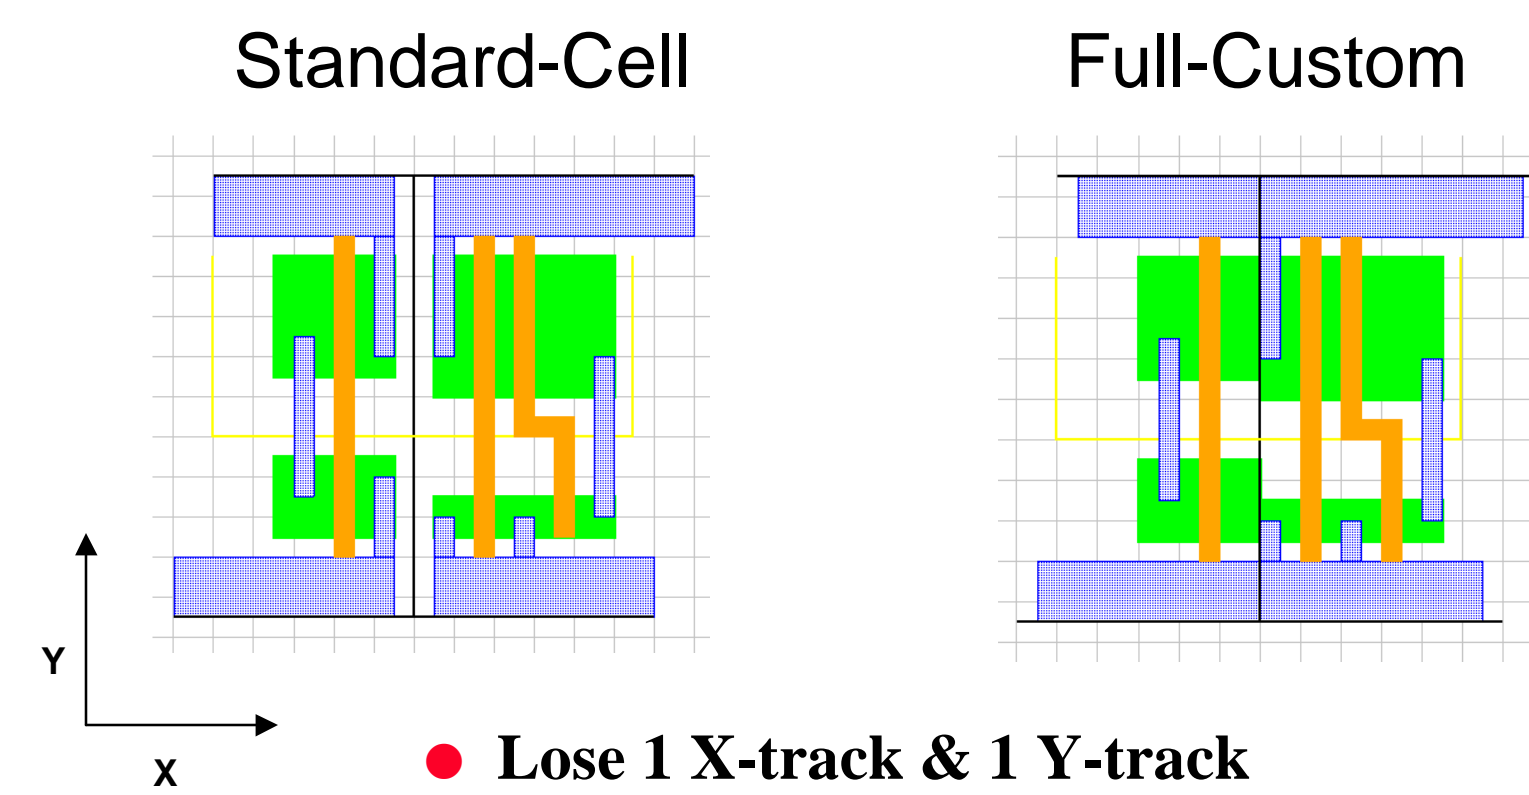 Standard-Cell
Full-Custom
Y
X
● Lose 1 X-track & 1 Y-track